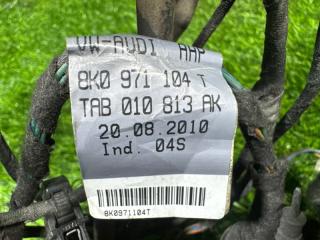 VW-AUDI AHP
8K0 971 104 T
TAB 010 813 AK
20.08.2010
Ind. 04S
8K0971104T